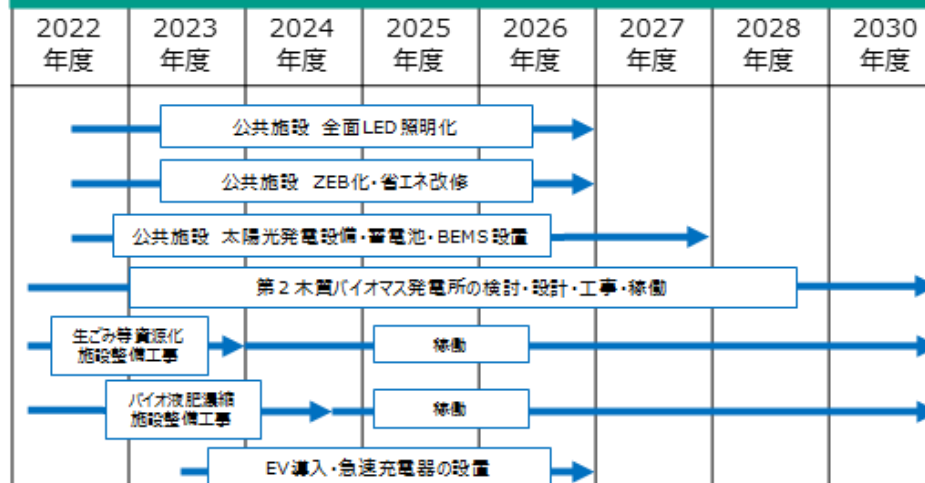 2022
年度
2023
年度
2024
年度
2025
年度
2026
年度
2027
年度
2028
年度
2030
年度
公共施設 全面LED照明化
公共施設 ZEB化・省エネ改修
公共施設 太陽光発電設備・蓄電池・BEMS設置
第2木質バイオマス発電所の検討・設計・工事・稼働
生ごみ等資源化
施設整備工事
稼働
バイオ液肥濃縮
施設整備工事
稼働
EV導入・急速充電器の設置